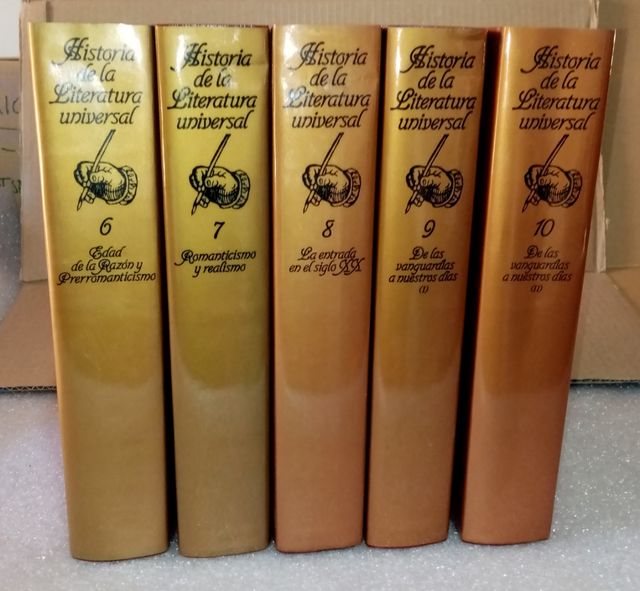 Historia
de la
Literatura
universal
6
Edad
de la Razón y
Prerromanticismo
Historia
de la
Literatura
universal
7
Romanticismo
y realismo
Historia
de la
Literatura
universal
8
La entrada
en el siglo XX
Historia
de la
Literatura
universal
9
De las
vanguardias
a nuestros días
(I)
Historia
de la
Literatura
universal
10
De las
vanguardias
a nuestros días
(II)